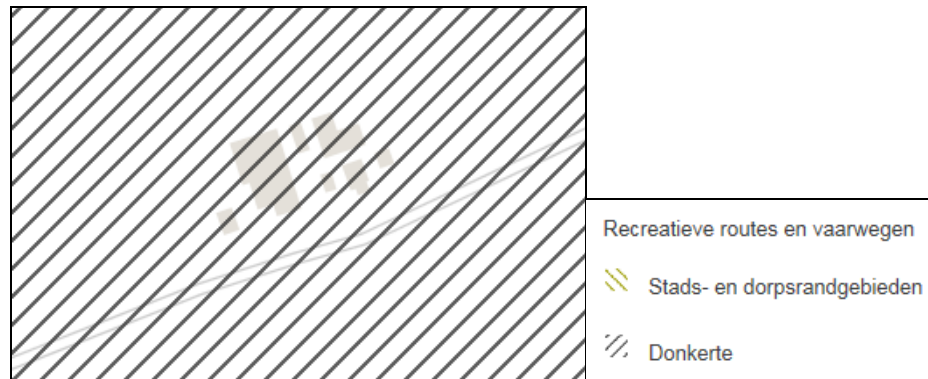 Recreatieve routes en vaarwegen
Stads- en dorpsrandgebieden
Donkerte